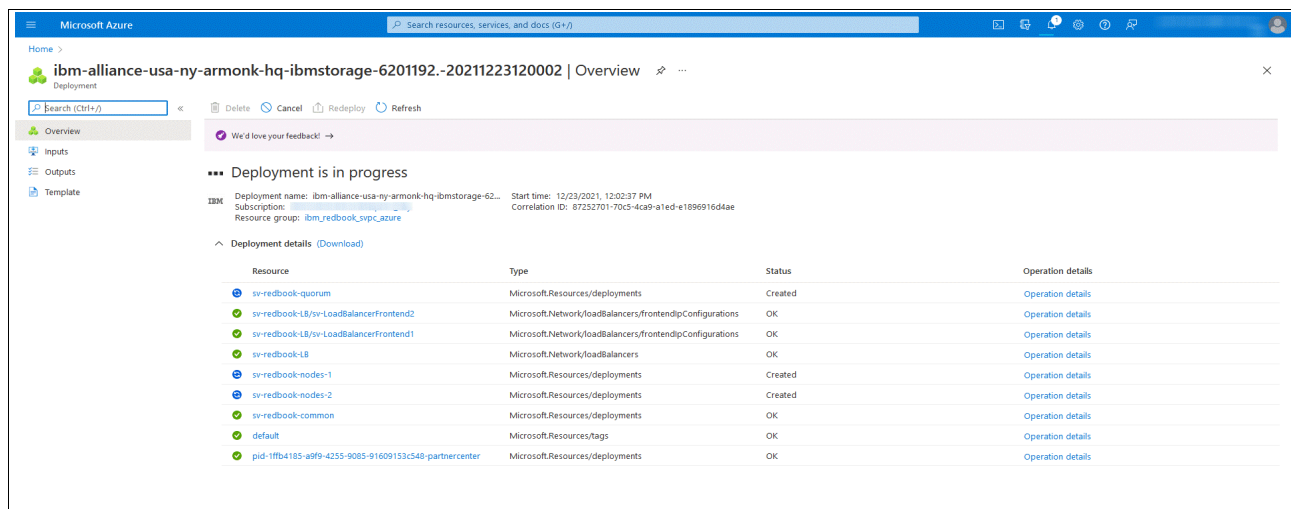 Microsoft Azure
Search resources, services, and docs (G+/)
1
Home >
ibm-alliance-usa-ny-armonk-hq-ibmstorage-6201192.-20211223120002 | Overview
Deployment
Search (Ctrl+/)
«
Delete
Cancel
Redeploy
Refresh
Overview
Inputs
Outputs
Template
We'd love your feedback! →
Deployment is in progress
IBM
Deployment name: ibm-alliance-usa-ny-armonk-hq-ibmstorage-62...
Subscription:
Resource group: ibm_redbook_svpc_azure
Start time: 12/23/2021, 12:02:37 PM
Correlation ID: 87252701-70c5-4ca9-a1ed-e1896916d4ae
Deployment details (Download)
Resource Type Status Operation details
sv-redbook-quorum Microsoft.Resources/deployments Created Operation details
sv-redbook-LB/sv-LoadBalancerFrontend2 Microsoft.Network/loadBalancers/frontendIpConfigurations OK Operation details
sv-redbook-LB/sv-LoadBalancerFrontend1 Microsoft.Network/loadBalancers/frontendIpConfigurations OK Operation details
sv-redbook-LB Microsoft.Network/loadBalancers OK Operation details
sv-redbook-nodes-1 Microsoft.Resources/deployments Created Operation details
sv-redbook-nodes-2 Microsoft.Resources/deployments Created Operation details
sv-redbook-common Microsoft.Resources/deployments OK Operation details
default Microsoft.Resources/tags OK Operation details
pid-1ffb4185-a9f9-4255-9085-91609153c548-partnercenter Microsoft.Resources/deployments OK Operation details